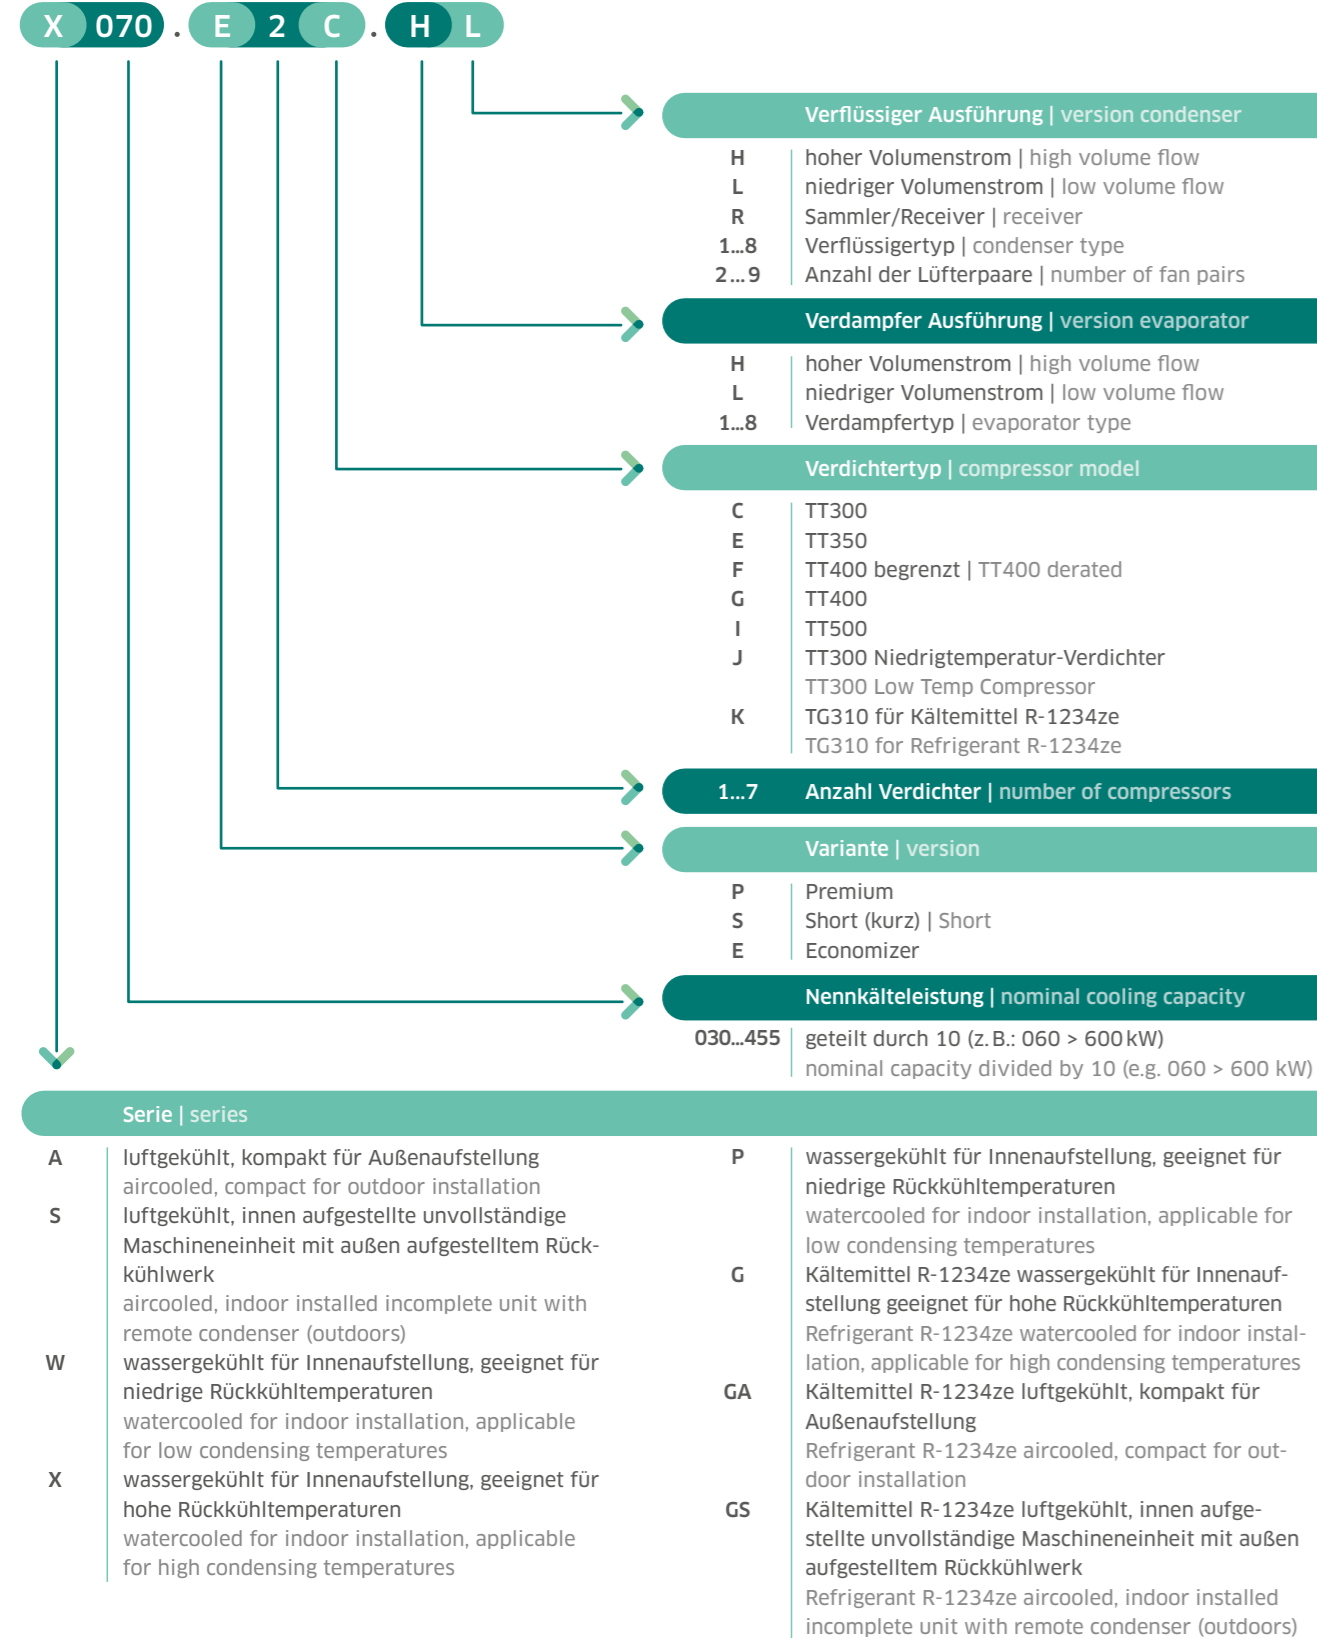 X 070 . E 2 C . H L
Verflüssiger Ausführung | version condenser
H hoher Volumenstrom | high volume flow
L niedriger Volumenstrom | low volume flow
R Sammler/Receiver | receiver
1...8 Verflüssigertyp | condenser type
2...9 Anzahl der Lüfterpaare | number of fan pairs
Verdampfer Ausführung | version evaporator
H hoher Volumenstrom | high volume flow
L niedriger Volumenstrom | low volume flow
1...8 Verdampfertyp | evaporator type
Verdichtertyp | compressor model
C TT300
E TT350
F TT400 begrenzt | TT400 derated
G TT400
I TT500
J TT300 Niedrigtemperatur-Verdichter
TT300 Low Temp Compressor
K TG310 für Kältemittel R-1234ze
TG310 for Refrigerant R-1234ze
1...7 Anzahl Verdichter | number of compressors
Variante | version
P Premium
S Short (kurz) | Short
E Economizer
Nennkälteleistung | nominal cooling capacity
030...455 geteilt durch 10 (z. B.: 060 > 600 kW)
nominal capacity divided by 10 (e.g. 060 > 600 kW)
Serie | series
A luftgekühlt, kompakt für Außenaufstellung
aircooled, compact for outdoor installation
S luftgekühlt, innen aufgestellte unvollständige
Maschineneinheit mit außen aufgestelltem Rück-
kühlwerk
aircooled, indoor installed incomplete unit with
remote condenser (outdoors)
W wassergekühlt für Innenaufstellung, geeignet für
niedrige Rückkühltemperaturen
watercooled for indoor installation, applicable
for low condensing temperatures
X wassergekühlt für Innenaufstellung, geeignet für
hohe Rückkühltemperaturen
watercooled for indoor installation, applicable
for high condensing temperatures
P wassergekühlt für Innenaufstellung, geeignet für
niedrige Rückkühltemperaturen
watercooled for indoor installation, applicable for
low condensing temperatures
G Kältemittel R-1234ze wassergekühlt für Innenauf-
stellung geeignet für hohe Rückkühltemperaturen
Refrigerant R-1234ze watercooled for indoor instal-
lation, applicable for high condensing temperatures
GA Kältemittel R-1234ze luftgekühlt, kompakt für
Außenaufstellung
Refrigerant R-1234ze aircooled, compact for out-
door installation
GS Kältemittel R-1234ze luftgekühlt, innen aufge-
stellte unvollständige Maschineneinheit mit außen
aufgestelltem Rückkühlwerk
Refrigerant R-1234ze aircooled, indoor installed
incomplete unit with remote condenser (outdoors)